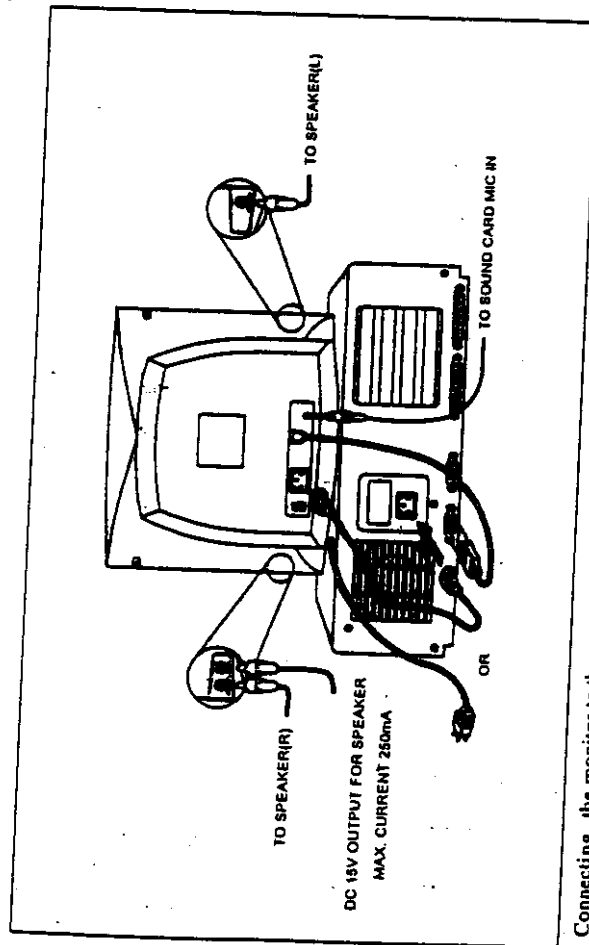 TO SPEAKER(L)
TO SOUND CARD MIC IN
TO SPEAKER(R)
DC 15V OUTPUT FOR SPEAKER
MAX. CURRENT 250mA
OR
Connecting the monitor to